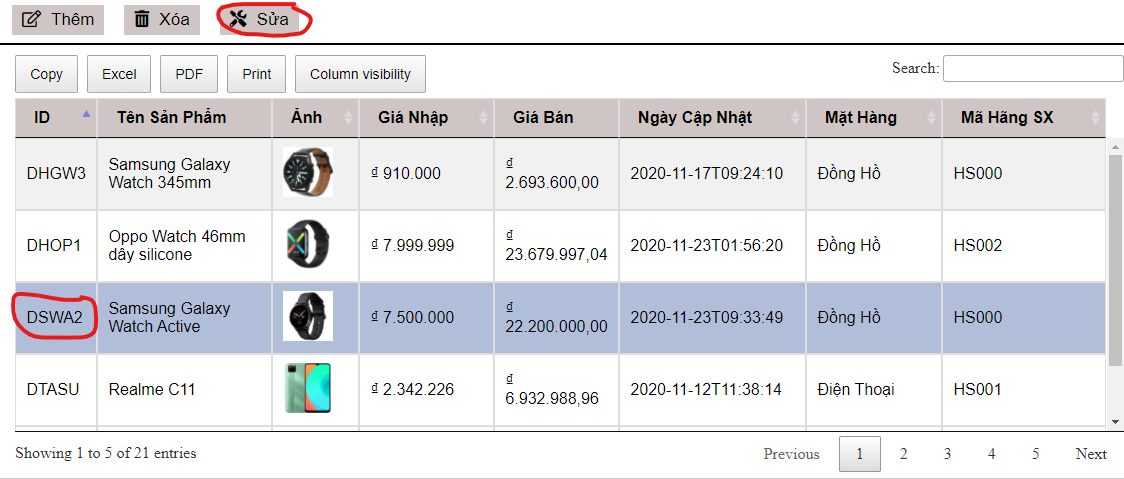 Thêm Xóa Sửa
Copy Excel PDF Print Column visibility Search:
ID Tên Sản Phẩm Ảnh Giá Nhập Giá Bán Ngày Cập Nhật Mặt Hàng Mã Hãng SX
DHGW3 Samsung Galaxy Watch 345mm ₫ 910.000 ₫ 2.693.600,00 2020-11-17T09:24:10 Đồng Hồ HS000
DHOP1 Oppo Watch 46mm dây silicone ₫ 7.999.999 ₫ 23.679.997,04 2020-11-23T01:56:20 Đồng Hồ HS002
DSWA2 Samsung Galaxy Watch Active ₫ 7.500.000 ₫ 22.200.000,00 2020-11-23T09:33:49 Đồng Hồ HS000
DTASU Realme C11 ₫ 2.342.226 ₫ 6.932.988,96 2020-11-12T11:38:14 Điện Thoại HS001
Showing 1 to 5 of 21 entries Previous 1 2 3 4 5 Next